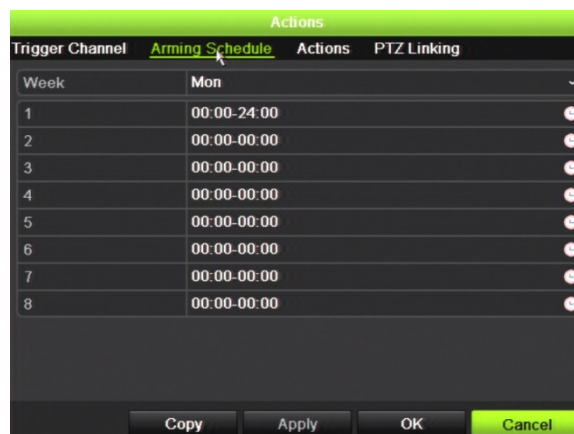 Actions
Trigger Channel Arming Schedule Actions PTZ Linking
Week Mon
1 00:00-24:00
2 00:00-00:00
3 00:00-00:00
4 00:00-00:00
5 00:00-00:00
6 00:00-00:00
7 00:00-00:00
8 00:00-00:00
Copy Apply OK Cancel